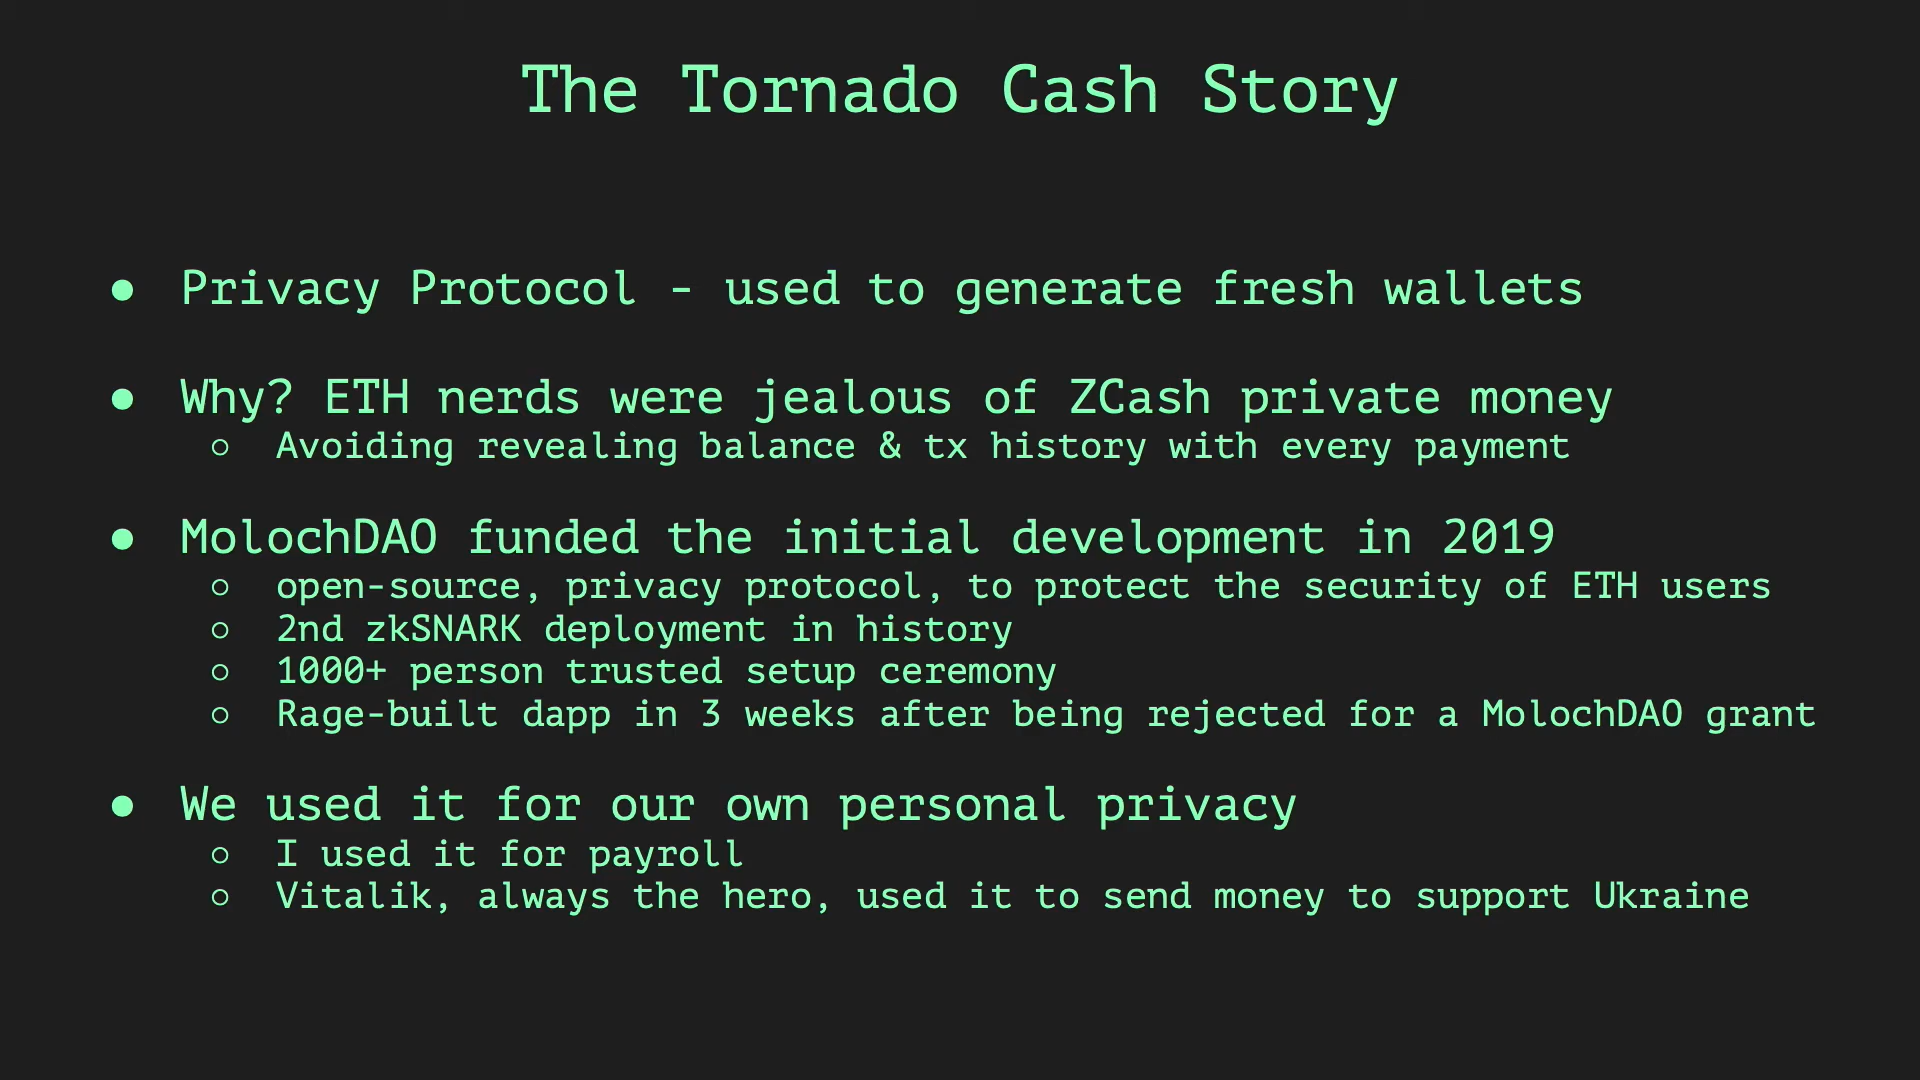 The Tornado Cash Story
● Privacy Protocol - used to generate fresh wallets
● Why? ETH nerds were jealous of ZCash private money
○ Avoiding revealing balance & tx history with every payment
● MolochDAO funded the initial development in 2019
○ open-source, privacy protocol, to protect the security of ETH users
○ 2nd zkSNARK deployment in history
○ 1000+ person trusted setup ceremony
○ Rage-built dapp in 3 weeks after being rejected for a MolochDAO grant
● We used it for our own personal privacy
○ I used it for payroll
○ Vitalik, always the hero, used it to send money to support Ukraine